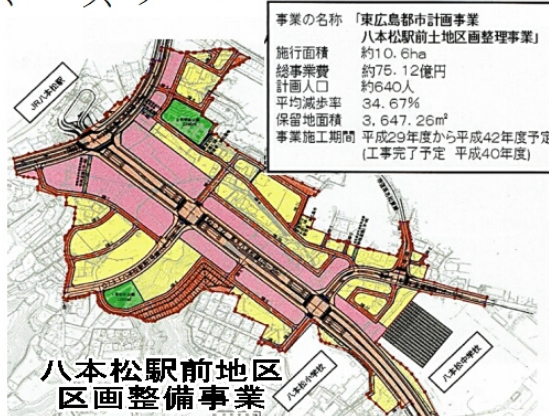 事業の名称 「東広島都市計画事業
八本松駅前土地区画整理事業」
施行面積 約10.6ha
総事業費 約75.12億円
計画人口 約640人
平均減歩率 34.67%
保留地面積 3,647.26m²
事業施工期間 平成29年度から平成42年度予定
(工事完了予定 平成40年度)
JR八本松駅
八本松小学校
八本松中学校
八本松駅前地区
区画整備事業